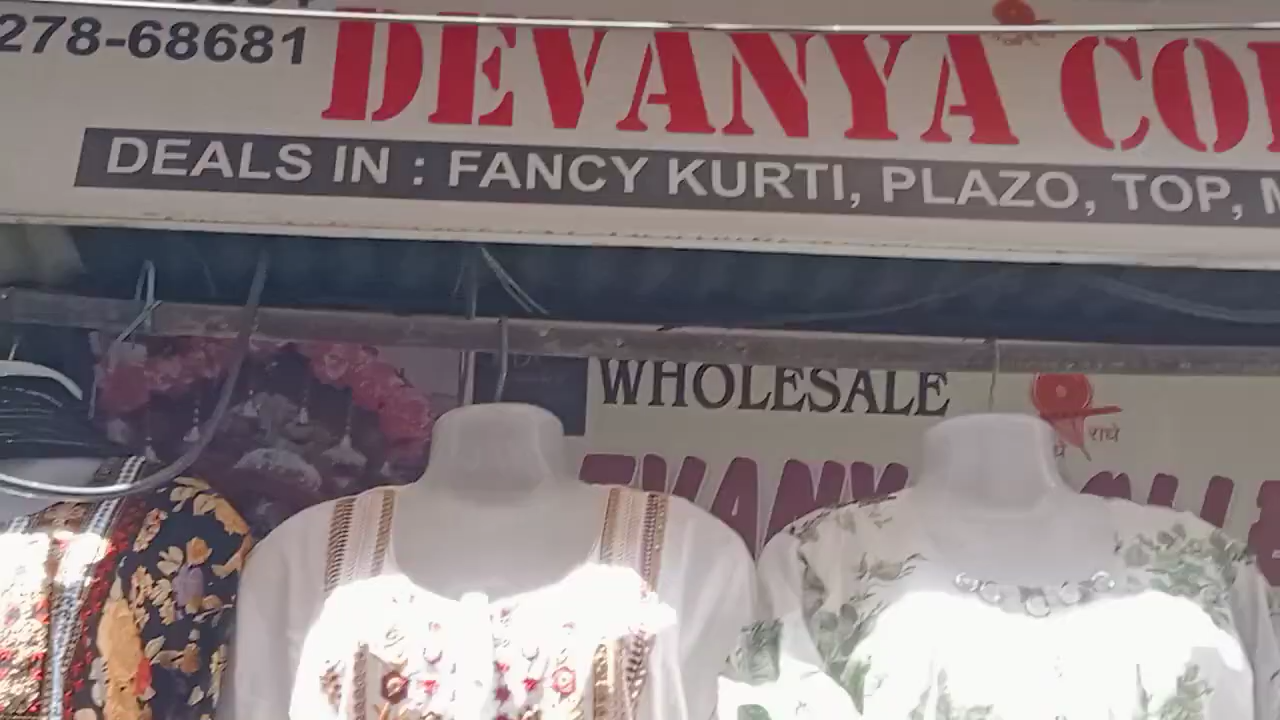 278-68681
DEVANYA CO
DEALS IN : FANCY KURTI, PLAZO, TOP,
WHOLESALE
राधे